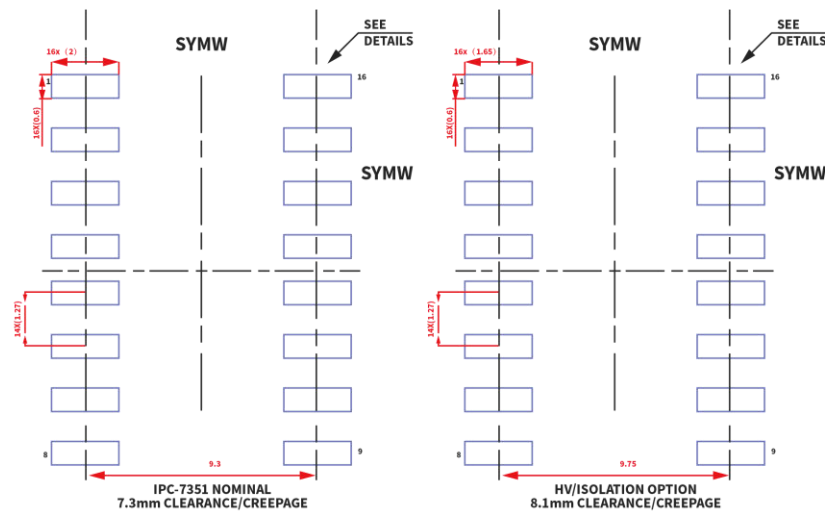 SYMW
SEE
DETAILS
16x（2）
1
16
16X(0.6)
SYMW
14X(1.27)
8
9
9.3
IPC-7351 NOMINAL
7.3mm CLEARANCE/CREEPAGE
SYMW
SEE
DETAILS
16x（1.65）
1
16
16X(0.6)
SYMW
14X(1.27)
8
9
9.75
HV/ISOLATION OPTION
8.1mm CLEARANCE/CREEPAGE